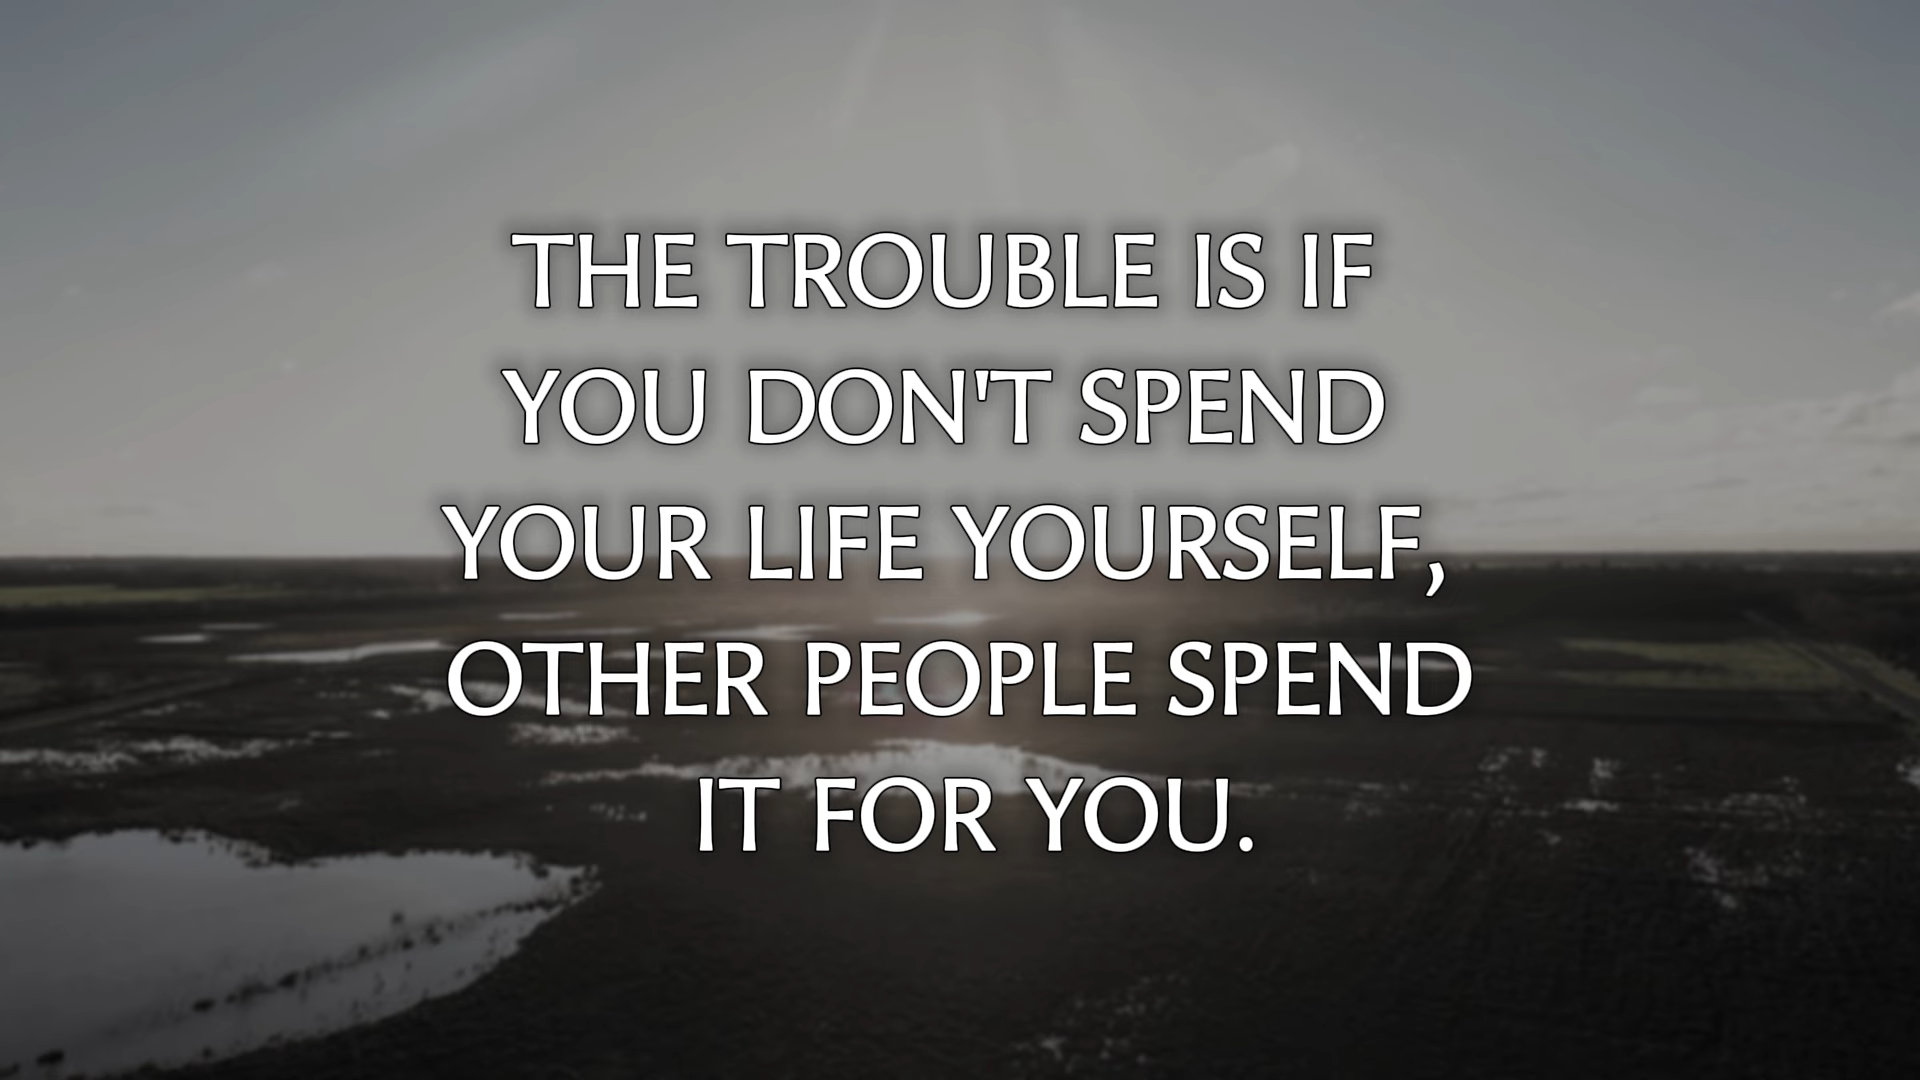 THE TROUBLE IS IF
YOU DON'T SPEND
YOUR LIFE YOURSELF,
OTHER PEOPLE SPEND
IT FOR YOU.